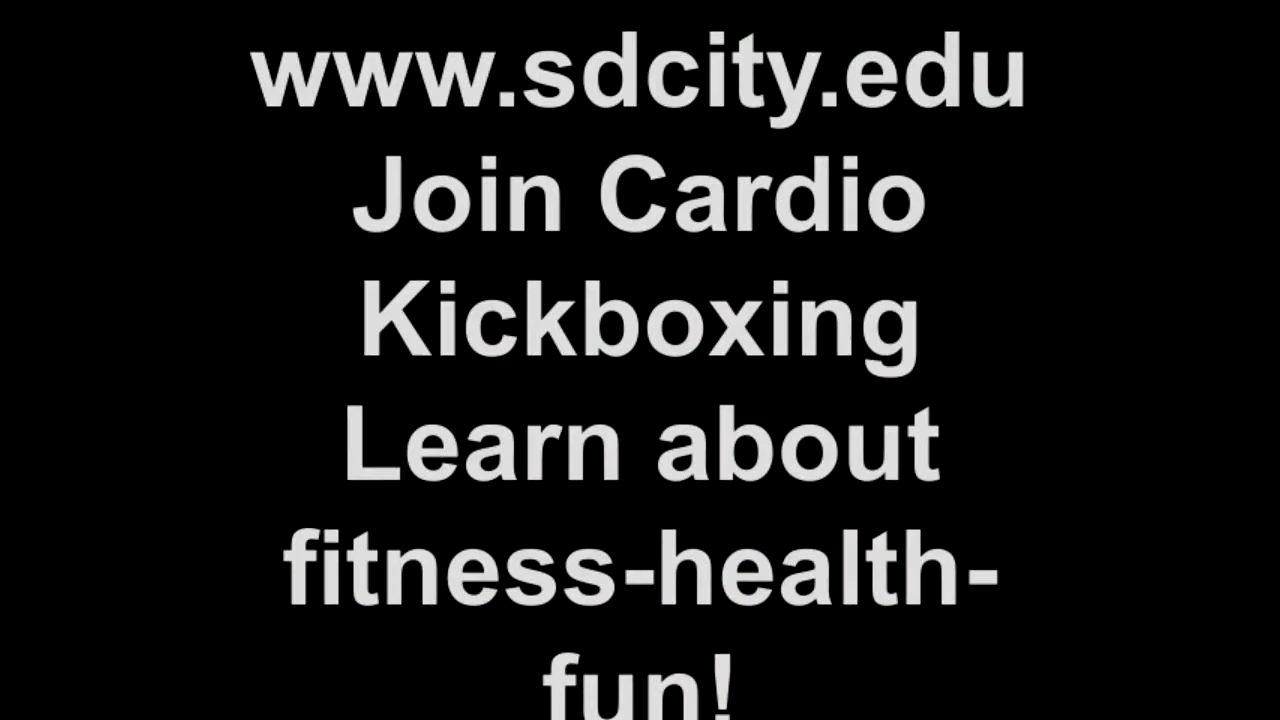 www.sdcity.edu
Join Cardio
Kickboxing
Learn about
fitness-health-
fun!